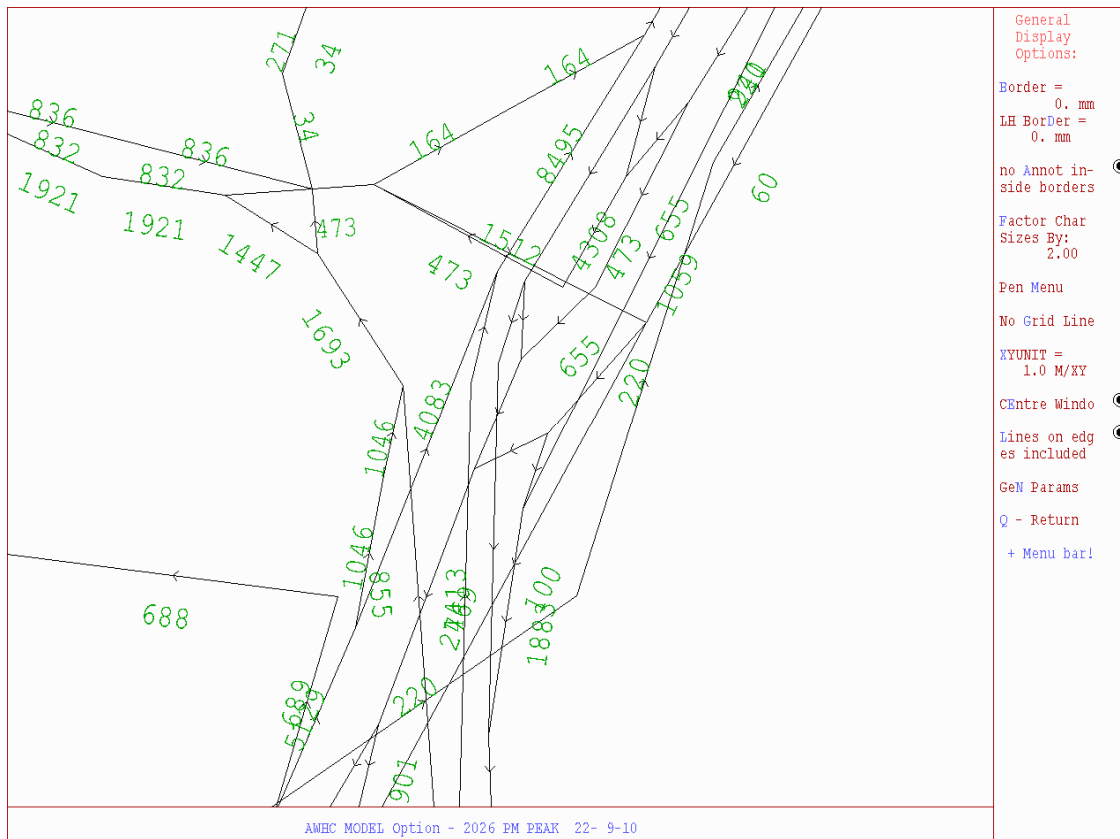 271
34
34
836
836
832
832
1921
1921
1447
473
473
1693
164
164
8495
1512
4308
473
655
655
940
60
1059
220
4083
1046
1046
855
688
689
5129
220
901
1883
100
General
Display
Options:
Border =
0. mm
LH BorDer =
0. mm
no Annot in-
side borders
Factor Char
Sizes By:
2.00
Pen Menu
No Grid Line
XYUNIT =
1.0 M/XY
CEntre Windo
Lines on edg
es included
GeN Params
Q - Return
+ Menu bar!
AWHC MODEL Option - 2026 PM PEAK 22- 9-10